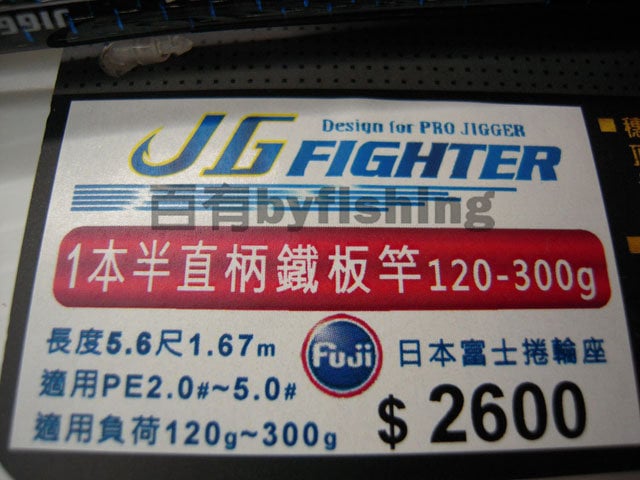 Design for PRO JIGGER
JG FIGHTER
百有byfishing
1本半直柄鐵板竿120-300g
長度5.6尺1.67m
適用PE2.0#~5.0#
適用負荷120g~300g
Fuji
日本富士捲輪座
$ 2600